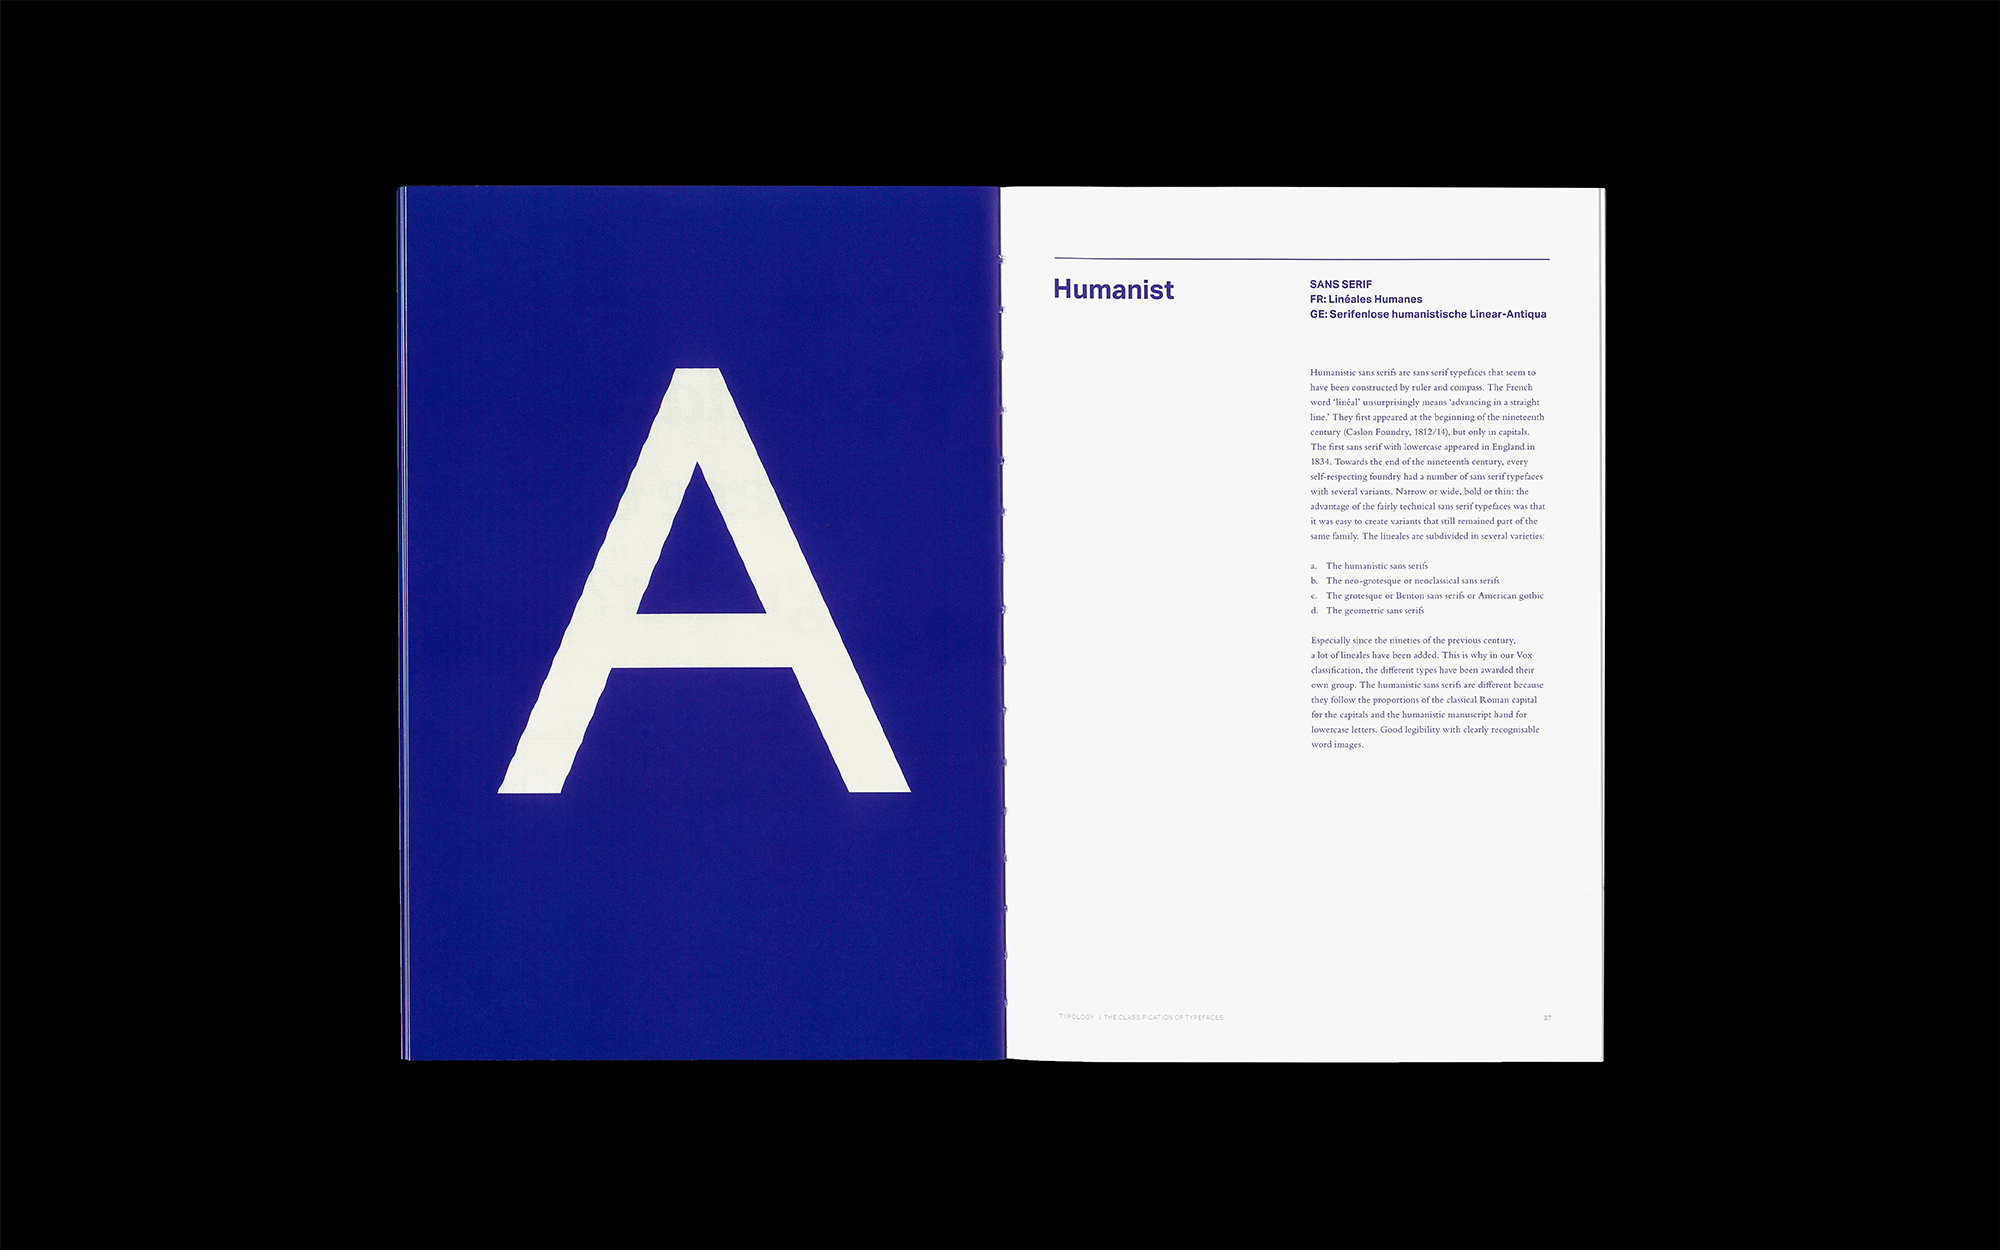 A
Humanist
SANS SERIF
FR: Linéales Humanes
GE: Serifenlose humanistische Linear-Antiqua
Humanistic sans serifs are sans serif typefaces that seem to
have been constructed by ruler and compass. The French
word ‘linéal’ unsurprisingly means ‘advancing in a straight
line.’ They first appeared at the beginning of the nineteenth
century (Caslon Foundry, 1812/14), but only in capitals.
The first sans serif with lowercase appeared in England in
1834. Towards the end of the nineteenth century, every
self-respecting foundry had a number of sans serif typefaces
with several variants. Narrow or wide, bold or thin: the
advantage of the fairly technical sans serif typefaces was that
it was easy to create variants that still remained part of the
same family. The lineales are subdivided in several varieties:
a. The humanistic sans serifs
b. The neo-grotesque or neoclassical sans serifs
c. The grotesque or Benton sans serifs or American gothic
d. The geometric sans serifs
Especially since the nineties of the previous century,
a lot of lineales have been added. This is why in our Vox
classification, the different types have been awarded their
own group. The humanistic sans serifs are different because
they follow the proportions of the classical Roman capital
for the capitals and the humanistic manuscript hand for
lowercase letters. Good legibility with clearly recognisable
word images.
TYPOLOGY | THE CLASSIFICATION OF TYPEFACES
37